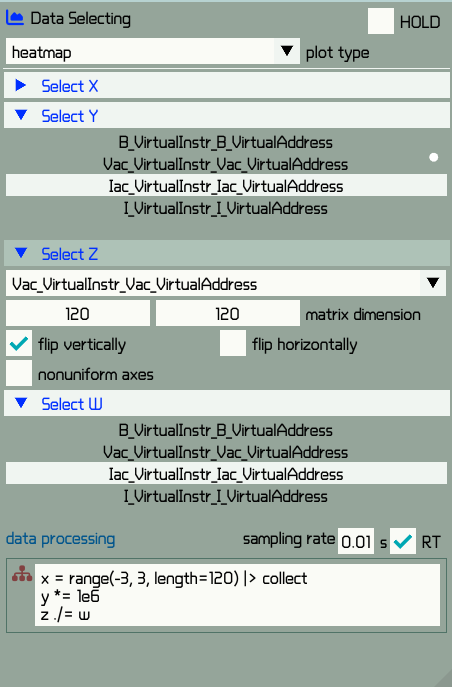 Data Selecting
HOLD
heatmap plot type
Select X
Select Y
B_VirtualInstr_B_VirtualAddress
Vac_VirtualInstr_Vac_VirtualAddress
Iac_VirtualInstr_Iac_VirtualAddress
I_VirtualInstr_I_VirtualAddress
Select Z
Vac_VirtualInstr_Vac_VirtualAddress
120 120 matrix dimension
flip vertically flip horizontally
nonuniform axes
Select W
B_VirtualInstr_B_VirtualAddress
Vac_VirtualInstr_Vac_VirtualAddress
Iac_VirtualInstr_Iac_VirtualAddress
I_VirtualInstr_I_VirtualAddress
data processing sampling rate 0.01 s RT
x = range(-3, 3, length=120) |> collect
y *= 1e6
z ./= w